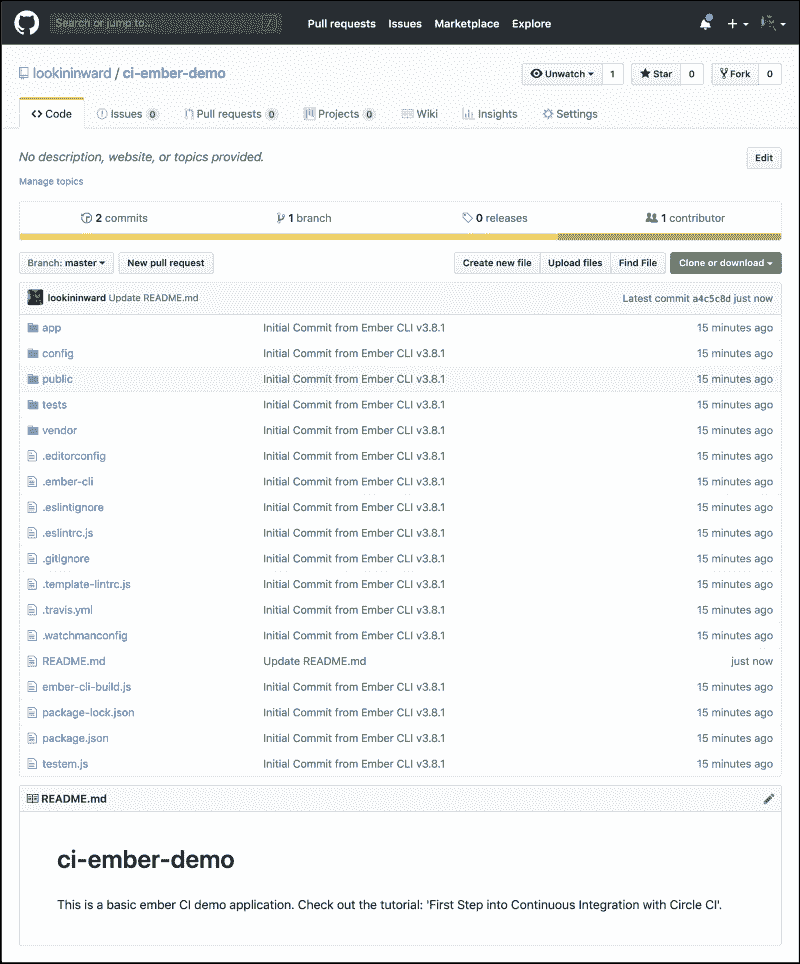 Search or jump to... /
Pull requests Issues Marketplace Explore
lookininward / ci-ember-demo
Unwatch 1 Star 0 Fork 0
Code Issues 0 Pull requests 0 Projects 0 Wiki Insights Settings
No description, website, or topics provided.
Edit
Manage topics
2 commits 1 branch 0 releases 1 contributor
Branch: master New pull request Create new file Upload files Find File Clone or download
lookininward Update README.md Latest commit a4c5c8d just now
app Initial Commit from Ember CLI v3.8.1 15 minutes ago
config Initial Commit from Ember CLI v3.8.1 15 minutes ago
public Initial Commit from Ember CLI v3.8.1 15 minutes ago
tests Initial Commit from Ember CLI v3.8.1 15 minutes ago
vendor Initial Commit from Ember CLI v3.8.1 15 minutes ago
.editorconfig Initial Commit from Ember CLI v3.8.1 15 minutes ago
.ember-cli Initial Commit from Ember CLI v3.8.1 15 minutes ago
.eslintignore Initial Commit from Ember CLI v3.8.1 15 minutes ago
.eslintrc.js Initial Commit from Ember CLI v3.8.1 15 minutes ago
.gitignore Initial Commit from Ember CLI v3.8.1 15 minutes ago
.template-lintrc.js Initial Commit from Ember CLI v3.8.1 15 minutes ago
.travis.yml Initial Commit from Ember CLI v3.8.1 15 minutes ago
.watchmanconfig Initial Commit from Ember CLI v3.8.1 15 minutes ago
README.md Update README.md just now
ember-cli-build.js Initial Commit from Ember CLI v3.8.1 15 minutes ago
package-lock.json Initial Commit from Ember CLI v3.8.1 15 minutes ago
package.json Initial Commit from Ember CLI v3.8.1 15 minutes ago
testem.js Initial Commit from Ember CLI v3.8.1 15 minutes ago
README.md
ci-ember-demo
This is a basic ember CI demo application. Check out the tutorial: 'First Step into Continuous Integration with Circle CI'.